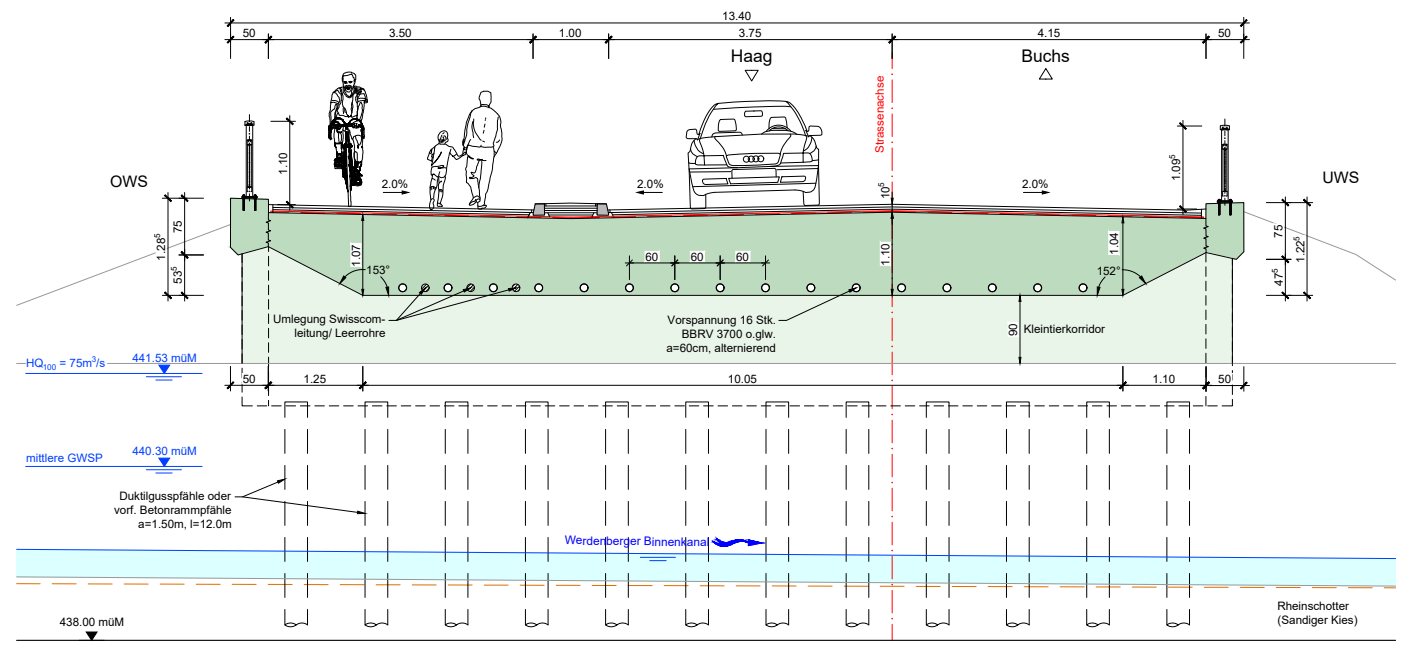 13.40
50
3.50
1.00
3.75
4.15
50
Haag
Buchs
Strassenachse
OWS
UWS
1.10
1.09⁵
2.0%
2.0%
2.0%
10⁵
1.28⁵
75
53⁵
1.07
1.10
1.04
75
47⁵
1.22⁵
153°
60
60
60
152°
Umlegung Swisscom-
leitung/ Leerrohre
Vorspannung 16 Stk.
BBRV 3700 o.glw.
a=60cm, alternierend
90
Kleintierkorridor
HQ₁₀₀ = 75m³/s
441.53 müM
50
1.25
10.05
1.10
50
mittlere GWSP
440.30 müM
Duktilgusspfähle oder
vorf. Betonrammpfähle
a=1.50m, l=12.0m
Werdenberger Binnenkanal
Rheinschotter
(Sandiger Kies)
438.00 müM